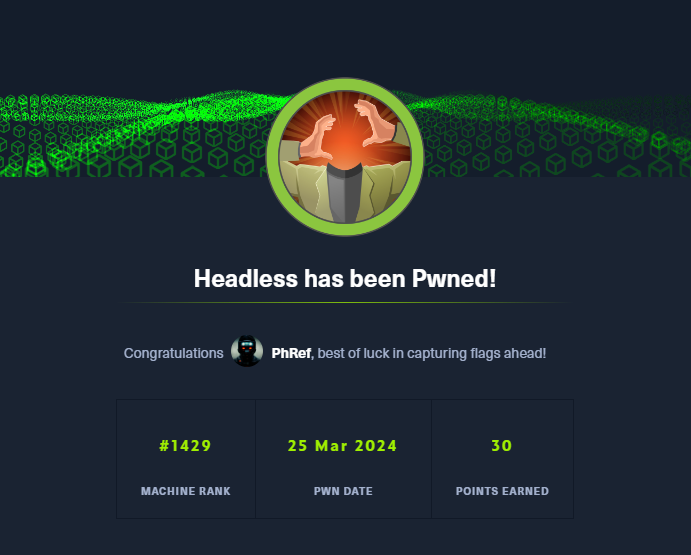 Headless has been Pwned!
Congratulations PhRef, best of luck in capturing flags ahead!
#1429 25 Mar 2024 30
MACHINE RANK PWN DATE POINTS EARNED